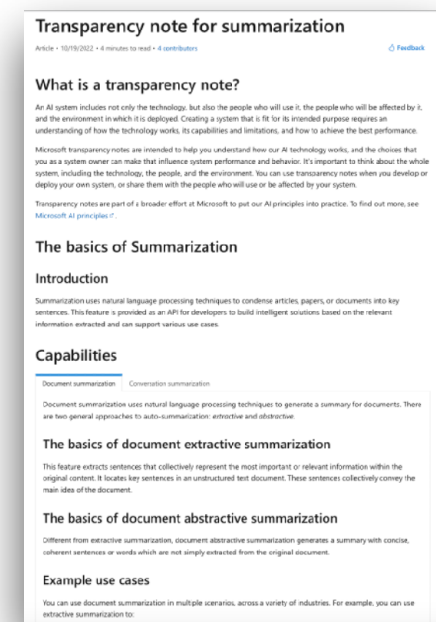 Transparency note for summarization
Article • 10/19/2022 • 4 minutes to read • 4 contributors
Feedback
What is a transparency note?
An AI system includes not only the technology, but also the people who will use it, the people who will be affected by it,
and the environment in which it is deployed. Creating a system that is fit for its intended purpose requires an
understanding of how the technology works, its capabilities and limitations, and how to achieve the best performance.
Microsoft transparency notes are intended to help you understand how our AI technology works, and the choices that
you as a system owner can make that influence system performance and behavior. It's important to think about the whole
system, including the technology, the people, and the environment. You can use transparency notes when you develop or
deploy your own system, or share them with the people who will use or be affected by your system.
Transparency notes are part of a broader effort at Microsoft to put our AI principles into practice. To find out more, see
Microsoft AI principles.
The basics of Summarization
Introduction
Summarization uses natural language processing techniques to condense articles, papers, or documents into key
sentences. This feature is provided as an API for developers to build intelligent solutions based on the relevant
information extracted and can support various use cases.
Capabilities
Document summarization Conversation summarization
Document summarization uses natural language processing techniques to generate a summary for documents. There
are two general approaches to auto-summarization: extractive and abstractive.
The basics of document extractive summarization
This feature extracts sentences that collectively represent the most important or relevant information within the
original content. It locates key sentences in an unstructured text document. These sentences collectively convey the
main idea of the document.
The basics of document abstractive summarization
Different from extractive summarization, document abstractive summarization generates a summary with concise,
coherent sentences or words which are not simply extracted from the original document.
Example use cases
You can use document summarization in multiple scenarios, across a variety of industries. For example, you can use
extractive summarization to: